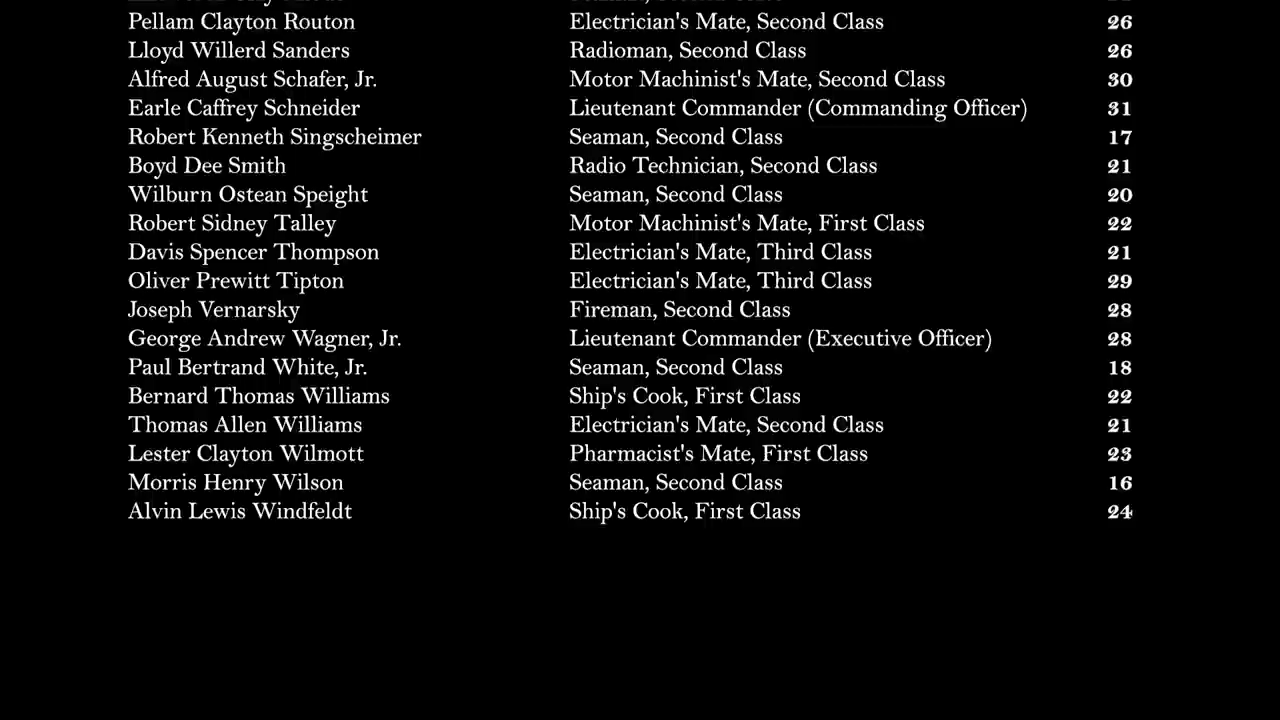 Pellam Clayton Routon Electrician's Mate, Second Class 26
Lloyd Willerd Sanders Radioman, Second Class 26
Alfred August Schafer, Jr. Motor Machinist's Mate, Second Class 30
Earle Caffrey Schneider Lieutenant Commander (Commanding Officer) 31
Robert Kenneth Singscheimer Seaman, Second Class 17
Boyd Dee Smith Radio Technician, Second Class 21
Wilburn Ostean Speight Seaman, Second Class 20
Robert Sidney Talley Motor Machinist's Mate, First Class 22
Davis Spencer Thompson Electrician's Mate, Third Class 21
Oliver Prewitt Tipton Electrician's Mate, Third Class 29
Joseph Vernarsky Fireman, Second Class 28
George Andrew Wagner, Jr. Lieutenant Commander (Executive Officer) 28
Paul Bertrand White, Jr. Seaman, Second Class 18
Bernard Thomas Williams Ship's Cook, First Class 22
Thomas Allen Williams Electrician's Mate, Second Class 21
Lester Clayton Wilmott Pharmacist's Mate, First Class 23
Morris Henry Wilson Seaman, Second Class 16
Alvin Lewis Windfeldt Ship's Cook, First Class 24